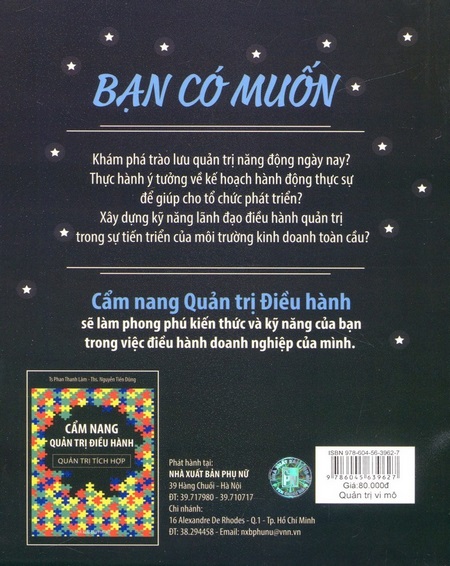 BẠN CÓ MUỐN
Khám phá trào lưu quản trị năng động ngày nay?
Thực hành ý tưởng về kế hoạch hành động thực sự
để giúp cho tổ chức phát triển?
Xây dựng kỹ năng lãnh đạo điều hành quản trị
trong sự tiến triển của môi trường kinh doanh toàn cầu?
Cẩm nang Quản trị Điều hành
sẽ làm phong phú kiến thức và kỹ năng của bạn
trong việc điều hành doanh nghiệp của mình.
Ts Phan Thanh Lâm - Ths. Nguyễn Tiến Dũng
CẨM NANG
QUẢN TRỊ ĐIỀU HÀNH
QUẢN TRỊ TÍCH HỢP
Phát hành tại:
NHÀ XUẤT BẢN PHỤ NỮ
39 Hàng Chuối - Hà Nội
ĐT: 39.717980 - 39.710717
Chi nhánh:
16 Alexandre De Rhodes - Q.1 - Tp. Hồ Chí Minh
ĐT: 38.294458 - Email: nxbphunu@vnn.vn
ISBN 978-604-56-3962-7
9786045639627
Giá:80.000đ
Quản trị vi mô